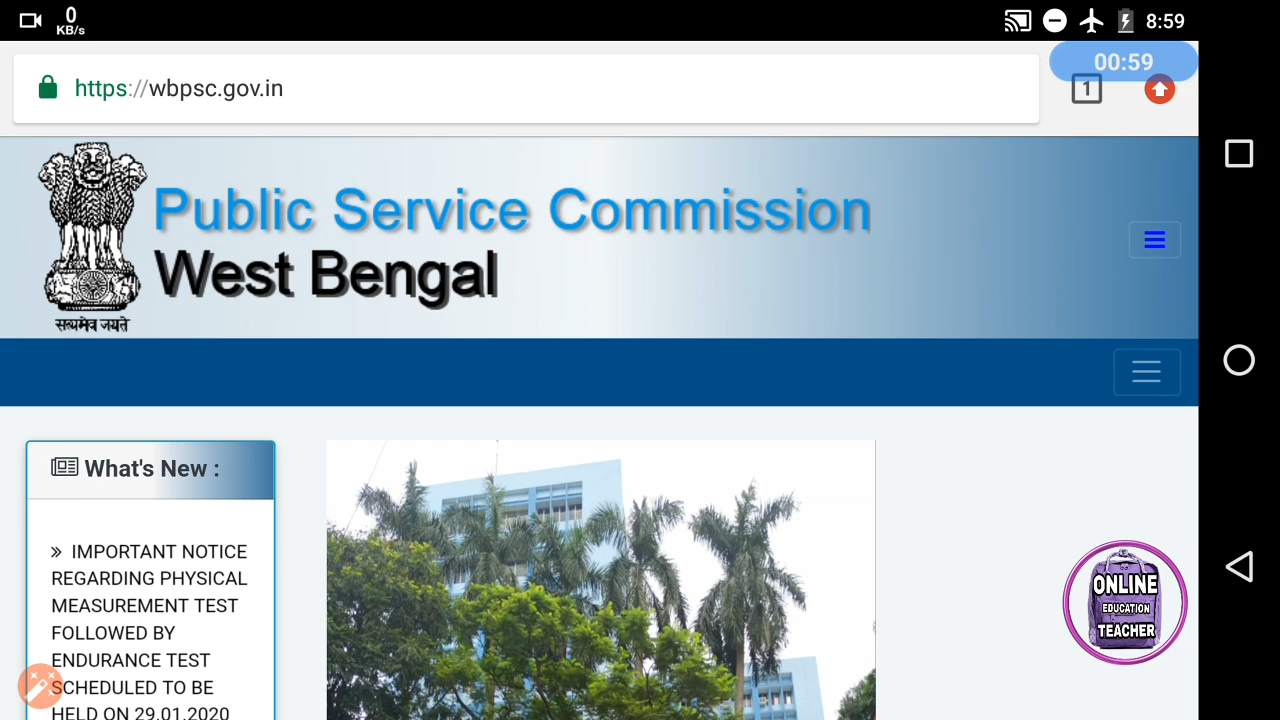 0
KB/s
8:59
00:59
https://wbpsc.gov.in
1
Public Service Commission
West Bengal
सत्यमेव जयते
What's New :
» IMPORTANT NOTICE
REGARDING PHYSICAL
MEASUREMENT TEST
FOLLOWED BY
ENDURANCE TEST
SCHEDULED TO BE
HELD ON 29.01.2020
ONLINE
EDUCATION
TEACHER